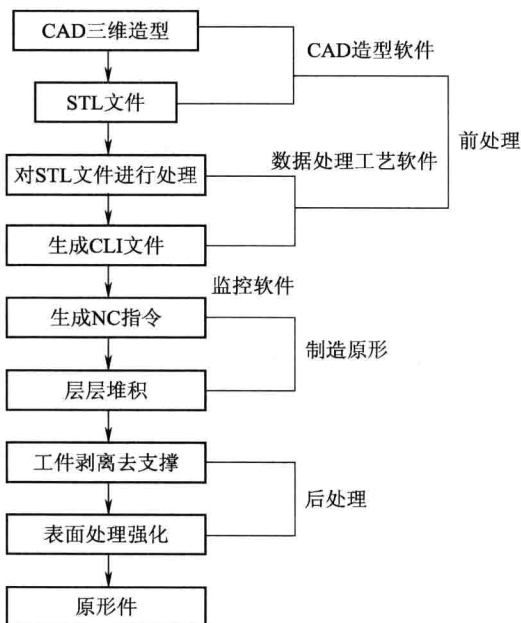 CAD三维造型
CAD造型软件
STL文件
前处理
数据处理工艺软件
对STL文件进行处理
生成CLI文件
监控软件
生成NC指令
制造原形
层层堆积
工件剥离去支撑
后处理
表面处理强化
原形件